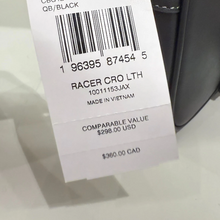 QB/BLACK
1 96395 87454 5
RACER CRO LTH
10011153JAX
MADE IN VIETNAM
COMPARABLE VALUE
$298.00 USD
$360.00 CAD